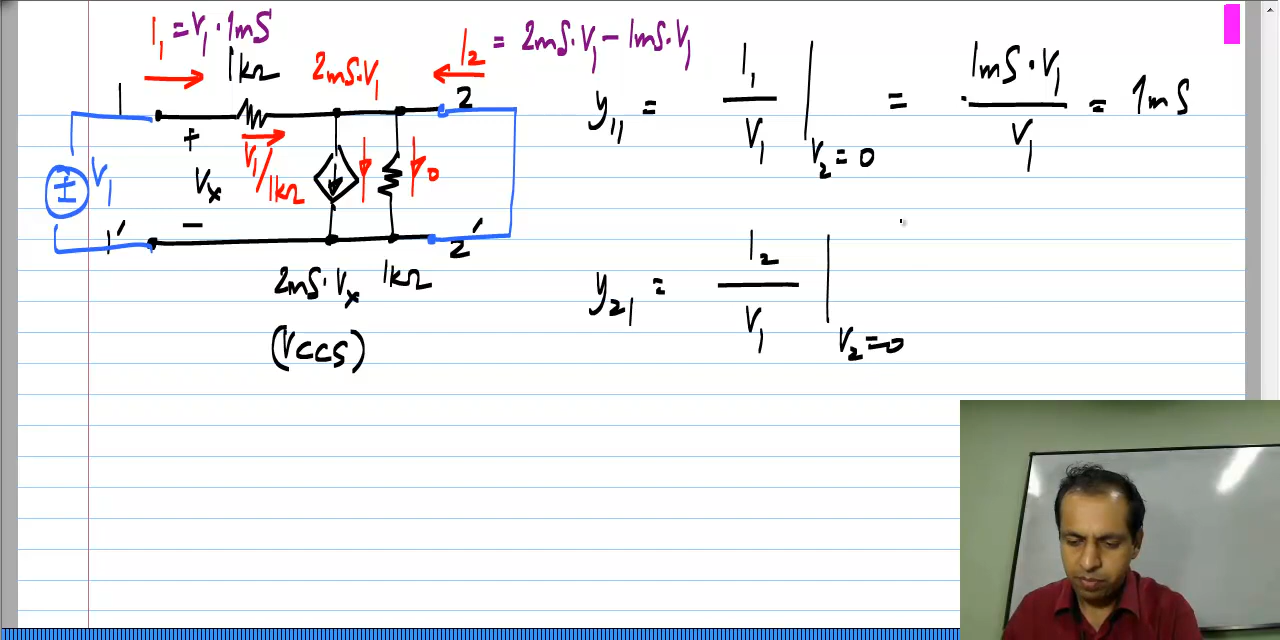 I₁ = V₁ · 1mS
1kΩ
2mS·V₁
I₂ = 2mS·V₁ − 1mS·V₁
1
2
+
Vₓ
−
V₁
±
V₁/1kΩ
0
1′
2′
2mS·Vₓ
1kΩ
(VCCS)
y₁₁ = I₁/V₁ | V₂=0 = 1mS·V₁/V₁ = 1mS
y₂₁ = I₂/V₁ | V₂=0